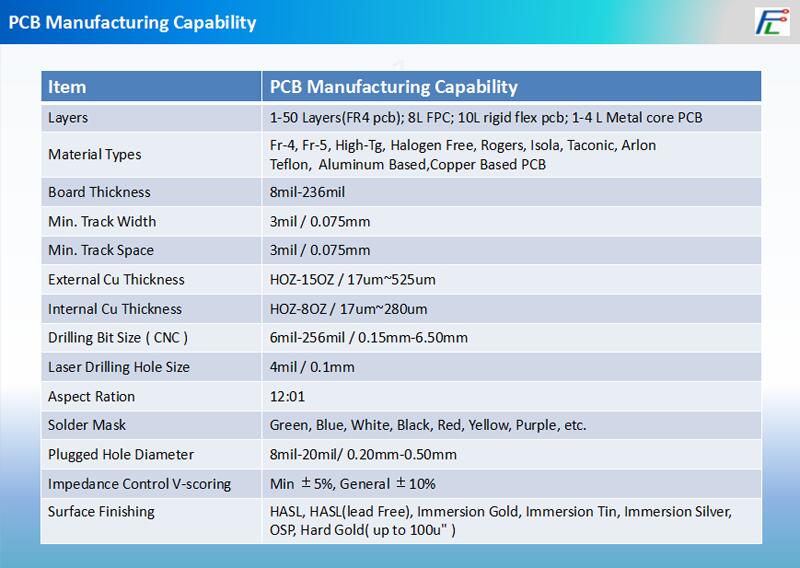 PCB Manufacturing Capability
FL
Item PCB Manufacturing Capability
Layers 1-50 Layers(FR4 pcb); 8L FPC; 10L rigid flex pcb; 1-4 L Metal core PCB
Material Types Fr-4, Fr-5, High-Tg, Halogen Free, Rogers, Isola, Taconic, Arlon
Teflon, Aluminum Based,Copper Based PCB
Board Thickness 8mil-236mil
Min. Track Width 3mil / 0.075mm
Min. Track Space 3mil / 0.075mm
External Cu Thickness HOZ-15OZ / 17um~525um
Internal Cu Thickness HOZ-8OZ / 17um~280um
Drilling Bit Size ( CNC ) 6mil-256mil / 0.15mm-6.50mm
Laser Drilling Hole Size 4mil / 0.1mm
Aspect Ration 12:01
Solder Mask Green, Blue, White, Black, Red, Yellow, Purple, etc.
Plugged Hole Diameter 8mil-20mil/ 0.20mm-0.50mm
Impedance Control V-scoring Min ±5%, General ±10%
Surface Finishing HASL, HASL(lead Free), Immersion Gold, Immersion Tin, Immersion Silver,
OSP, Hard Gold( up to 100u" )